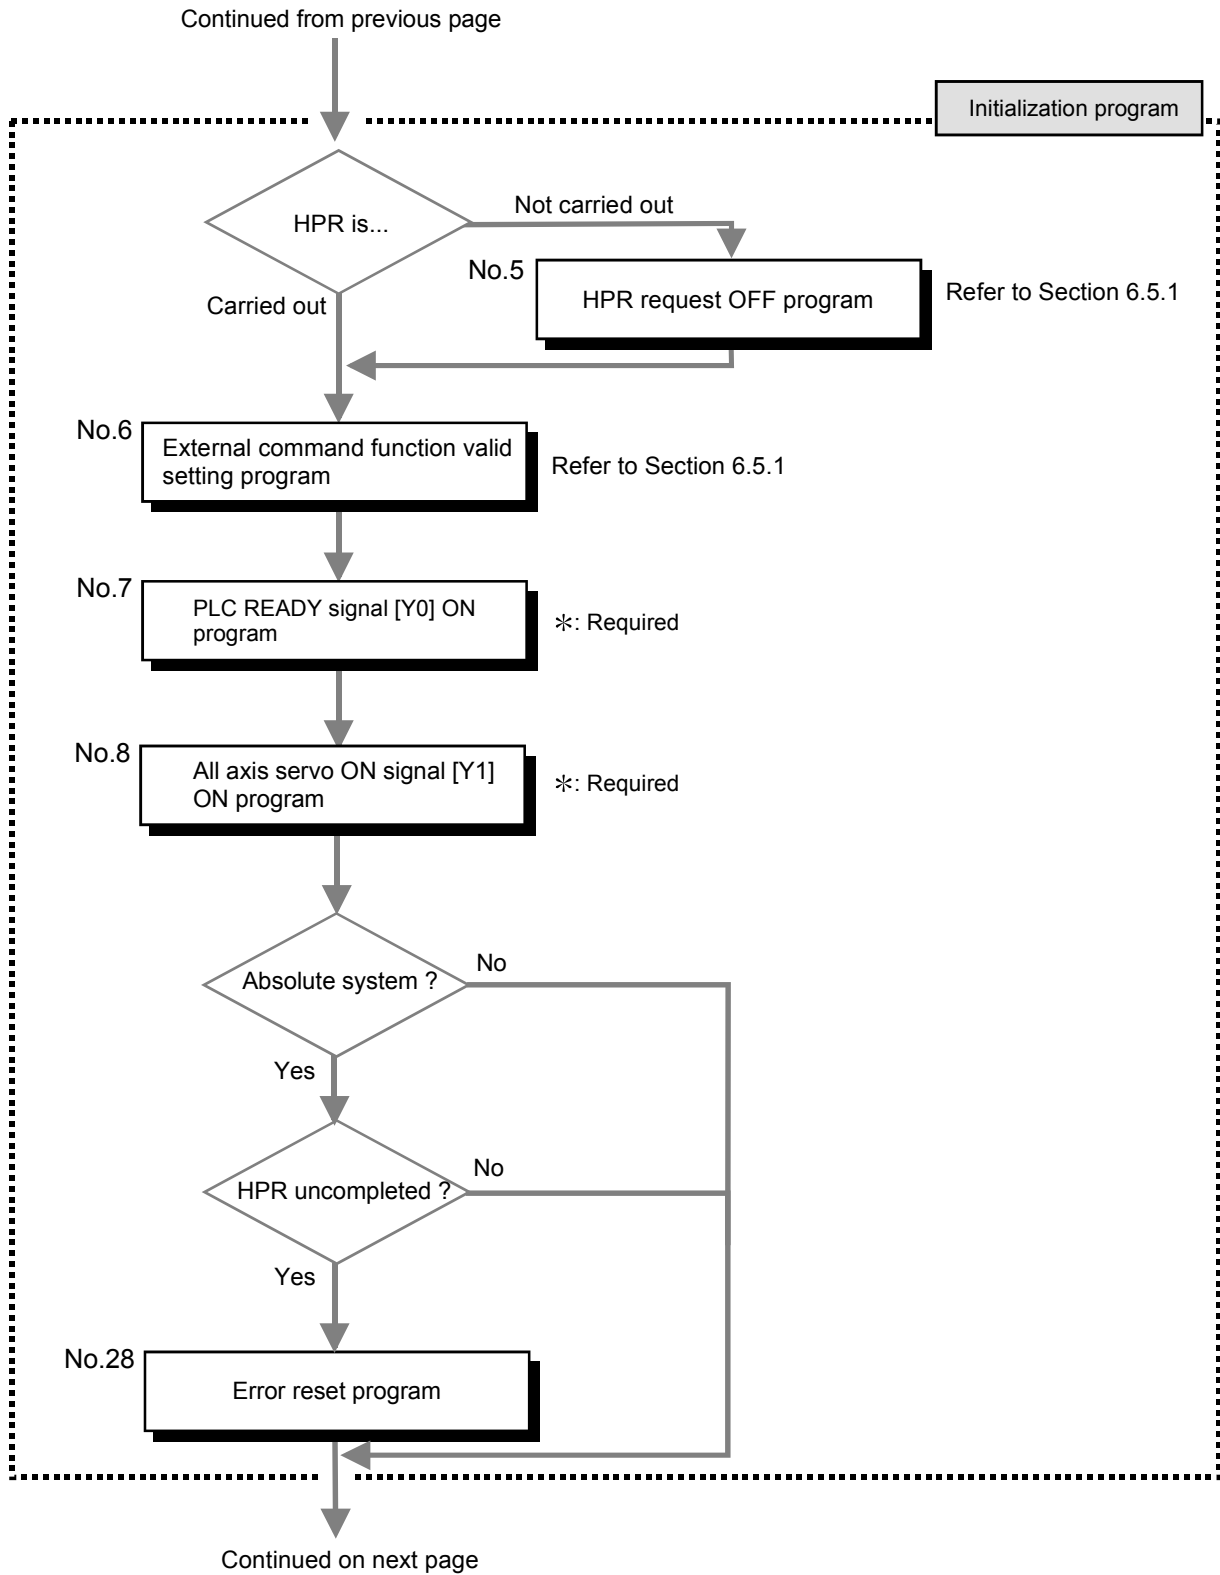 Continued from previous page
Initialization program
HPR is...
Not carried out
Carried out
No.5
HPR request OFF program
Refer to Section 6.5.1
No.6
External command function valid
setting program
Refer to Section 6.5.1
No.7
PLC READY signal [Y0] ON
program
＊: Required
No.8
All axis servo ON signal [Y1]
ON program
＊: Required
Absolute system ?
No
Yes
HPR uncompleted ?
No
Yes
No.28
Error reset program
Continued on next page